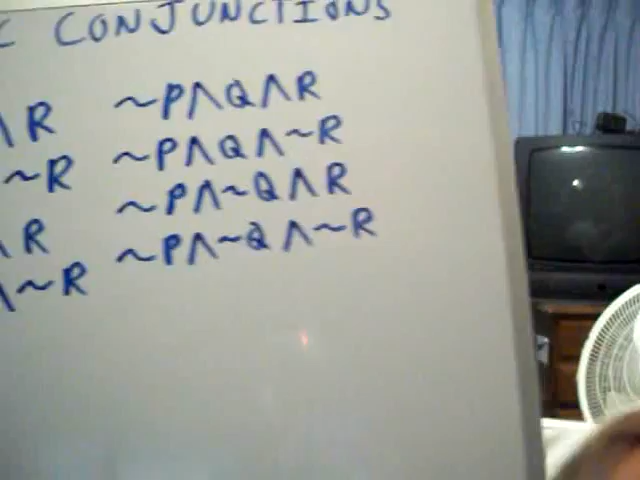 C CONJUNCTIONS
∧R ~P∧Q∧R
~R ~P∧Q∧~R
∧R ~P∧~Q∧R
∧~R ~P∧~Q∧~R